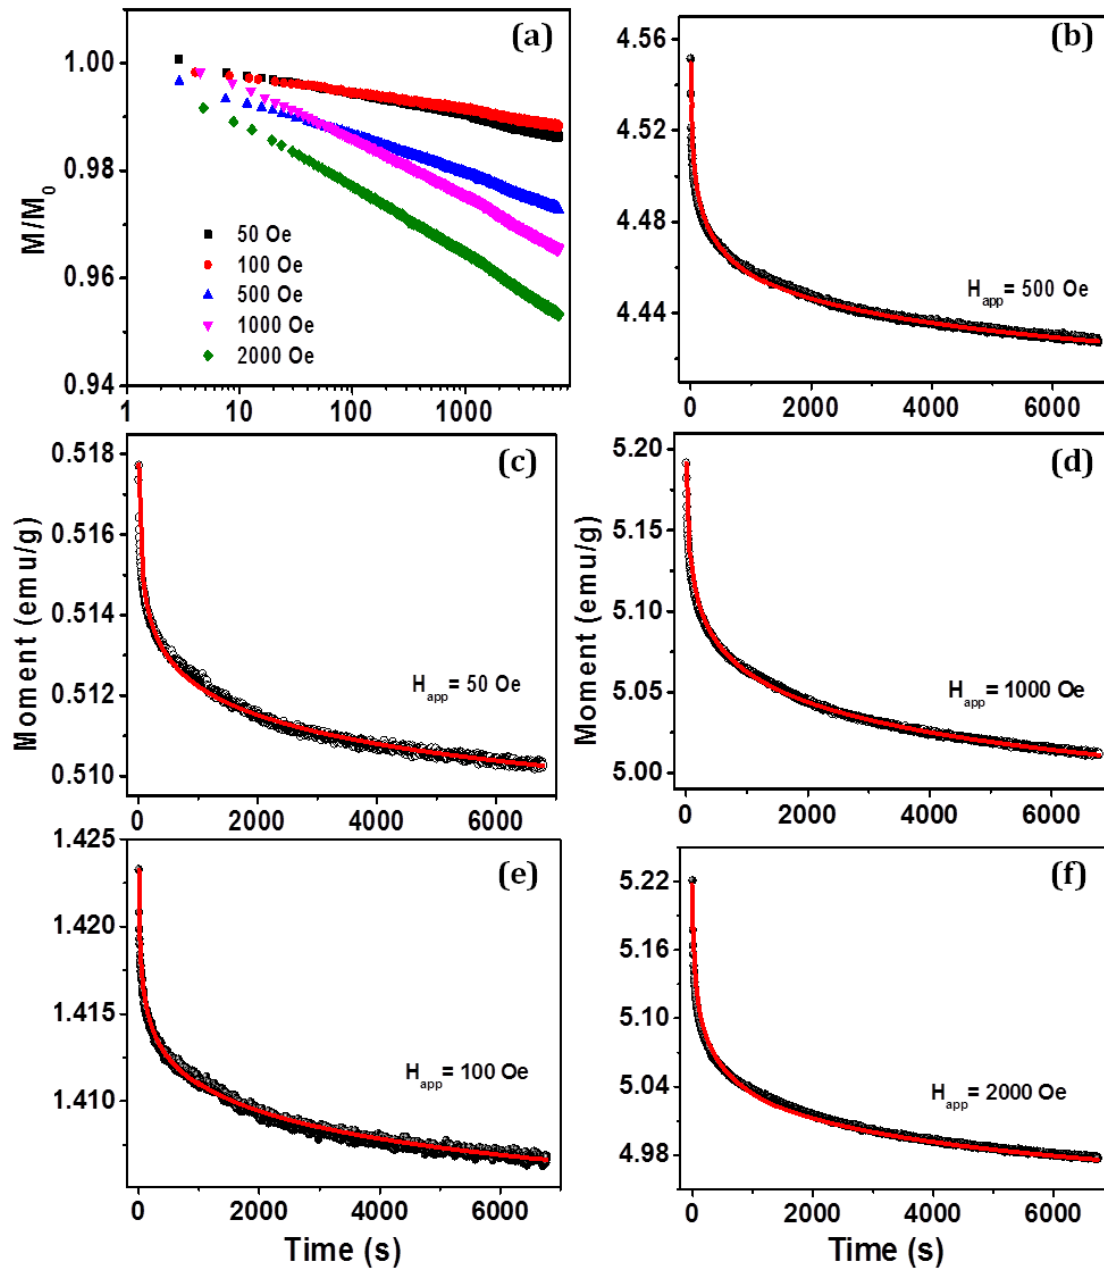 (a)
1.00
0.98
0.96
0.94
M/M0
50 Oe
100 Oe
500 Oe
1000 Oe
2000 Oe
1
10
100
1000
(b)
4.56
4.52
4.48
4.44
Happ= 500 Oe
0
2000
4000
6000
(c)
0.518
0.516
0.514
0.512
0.510
Moment (emu/g)
Happ= 50 Oe
0
2000
4000
6000
(d)
5.20
5.15
5.10
5.05
5.00
Moment (emu/g)
Happ= 1000 Oe
0
2000
4000
6000
(e)
1.425
1.420
1.415
1.410
Happ= 100 Oe
0
2000
4000
6000
Time (s)
(f)
5.22
5.16
5.10
5.04
4.98
Happ= 2000 Oe
0
2000
4000
6000
Time (s)